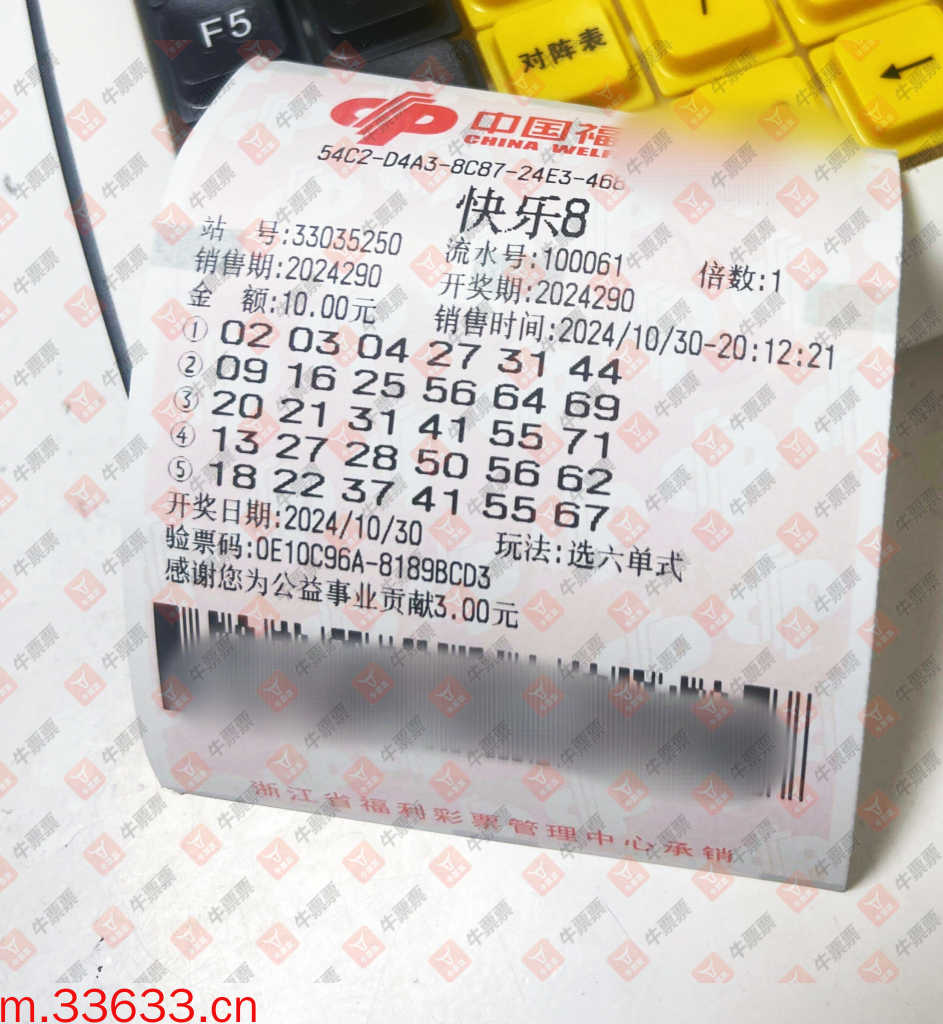 F5
对阵表
←
中国福
CHINA WELF
54C2-D4A3-8C87-24E3-468
快乐8
站 号:33035250 流水号:100061 倍数:1
销售期:2024290 开奖期:2024290
金 额:10.00元 销售时间:2024/10/30-20:12:21
① 02 03 04 27 31 44
② 09 16 25 56 64 69
③ 20 21 31 41 55 71
④ 13 27 28 50 56 62
⑤ 18 22 37 41 55 67
开奖日期:2024/10/30 玩法:选六单式
验票码:0E10C96A-8189BCD3
感谢您为公益事业贡献3.00元
浙江省福利彩票管理中心承销
牛票票
m.33633.cn